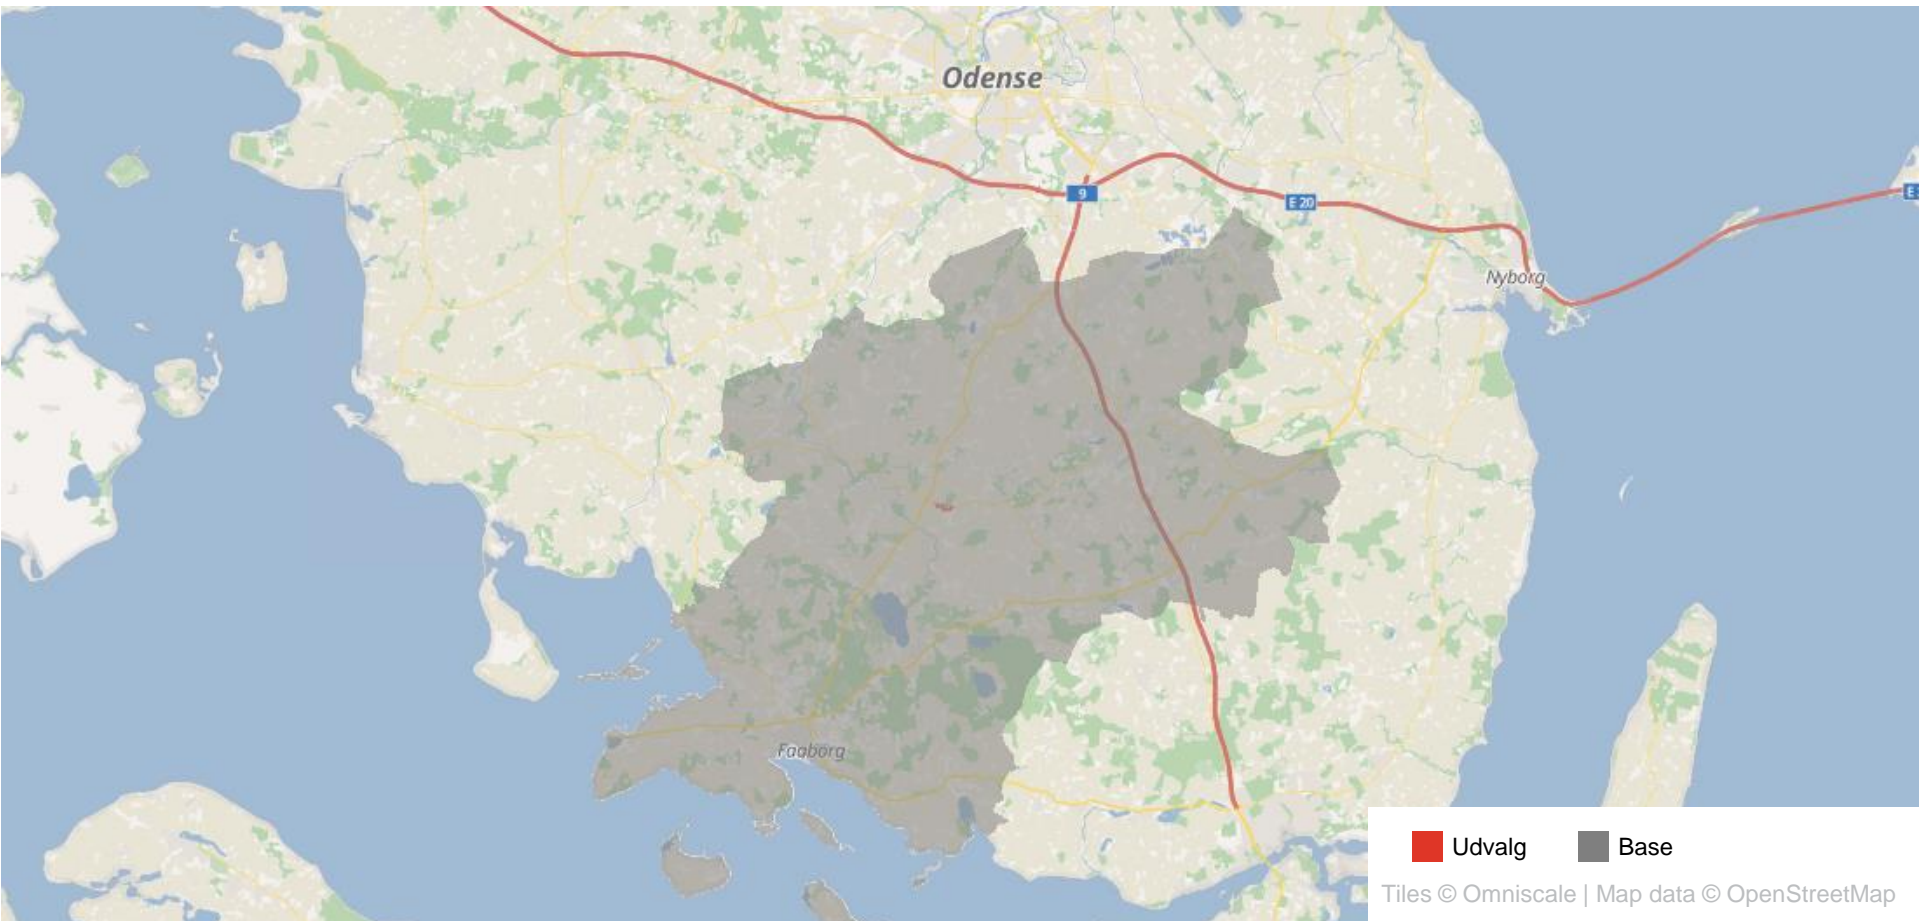 Odense
9
E 20
E
Nyborg
Faaborg
Udvalg
Base
Tiles © Omniscale | Map data © OpenStreetMap